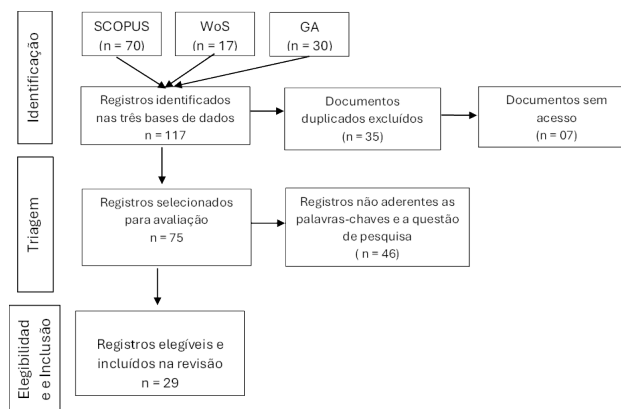 SCOPUS
(n = 70)
WoS
(n = 17)
GA
(n = 30)
Identificação
Registros identificados
nas três bases de dados
n = 117
Documentos
duplicados excluídos
(n = 35)
Documentos sem
acesso
(n = 07)
Triagem
Registros selecionados
para avaliação
n = 75
Registros não aderentes as
palavras-chaves e a questão
de pesquisa
( n = 46)
Elegibilidad
e e Inclusão
Registros elegíveis e
incluídos na revisão
n = 29